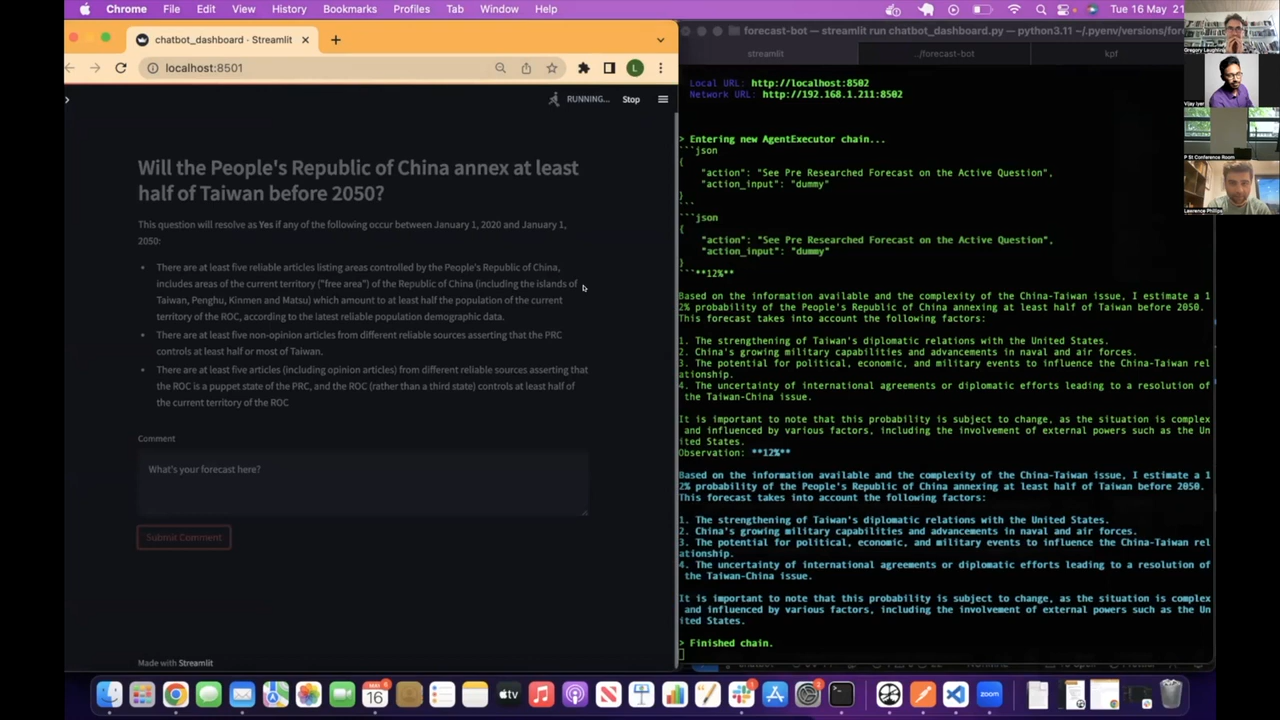 Chrome File Edit View History Bookmarks Profiles Tab Window Help Tue 16 May 21
chatbot_dashboard · Streamlit
localhost:8501
RUNNING... Stop
Will the People's Republic of China annex at least
half of Taiwan before 2050?
This question will resolve as Yes if any of the following occur between January 1, 2020 and January 1,
2050:
There are at least five reliable articles listing areas controlled by the People's Republic of China,
includes areas of the current territory ("free area") of the Republic of China (including the islands of
Taiwan, Penghu, Kinmen and Matsu) which amount to at least half the population of the current
territory of the ROC, according to the latest reliable population demographic data.
There are at least five non-opinion articles from different reliable sources asserting that the PRC
controls at least half or most of Taiwan.
There are at least five articles (including opinion articles) from different reliable sources asserting that
the ROC is a puppet state of the PRC, and the ROC (rather than a third state) controls at least half of
the current territory of the ROC
Comment
What's your forecast here?
Submit Comment
Made with Streamlit
forecast-bot — streamlit run chatbot_dashboard.py — python3.11 ~/.pyenv/versions/for
streamlit
../forecast-bot
kpf
Local URL: http://localhost:8502
Network URL: http://192.168.1.211:8502
> Entering new AgentExecutor chain...
```json
{
"action": "See Pre Researched Forecast on the Active Question",
"action_input": "dummy"
}
```
```json
{
"action": "See Pre Researched Forecast on the Active Question",
"action_input": "dummy"
}
```**12%**
Based on the information available and the complexity of the China-Taiwan issue, I estimate a 1
2% probability of the People's Republic of China annexing at least half of Taiwan before 2050.
This forecast takes into account the following factors:
1. The strengthening of Taiwan's diplomatic relations with the United States.
2. China's growing military capabilities and advancements in naval and air forces.
3. The potential for political, economic, and military events to influence the China-Taiwan rel
ationship.
4. The uncertainty of international agreements or diplomatic efforts leading to a resolution of
the Taiwan-China issue.
It is important to note that this probability is subject to change, as the situation is complex
and influenced by various factors, including the involvement of external powers such as the Un
ited States.
Observation: **12%**
Based on the information available and the complexity of the China-Taiwan issue, I estimate a 1
2% probability of the People's Republic of China annexing at least half of Taiwan before 2050.
This forecast takes into account the following factors:
1. The strengthening of Taiwan's diplomatic relations with the United States.
2. China's growing military capabilities and advancements in naval and air forces.
3. The potential for political, economic, and military events to influence the China-Taiwan rel
ationship.
4. The uncertainty of international agreements or diplomatic efforts leading to a resolution of
the Taiwan-China issue.
It is important to note that this probability is subject to change, as the situation is complex
and influenced by various factors, including the involvement of external powers such as the Un
ited States.
> Finished chain.
Gregory Laughlin
Vijay Iyer
P St Conference Room
Lawrence Phillips
MAY
16
zoom